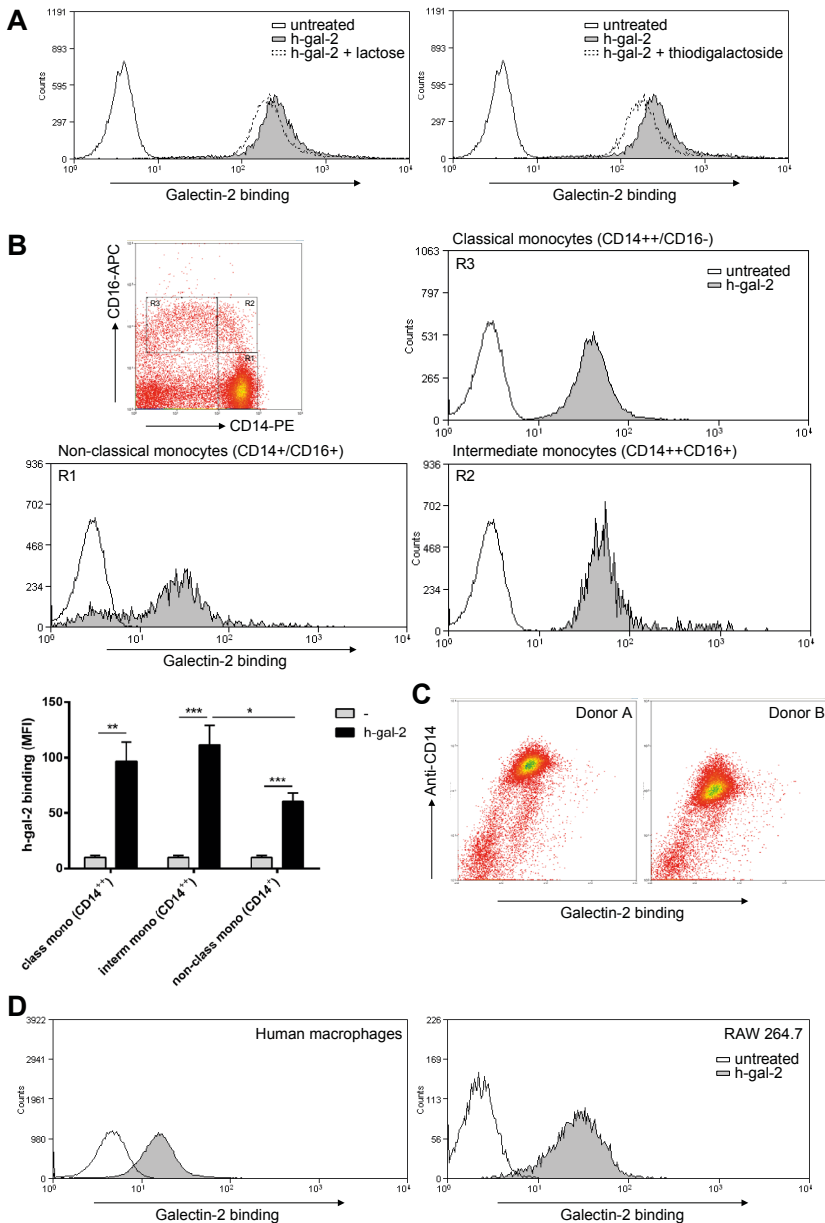 A
1191
893
595
297
0
Counts
10⁰ 10¹ 10² 10³ 10⁴
untreated
h-gal-2
h-gal-2 + lactose
Galectin-2 binding
1191
893
595
297
0
Counts
10⁰ 10¹ 10² 10³ 10⁴
untreated
h-gal-2
h-gal-2 + thiodigalactoside
Galectin-2 binding
B
CD16-APC
R3
R2
R1
CD14-PE
Classical monocytes (CD14++/CD16-)
R3
1063
797
531
265
0
Counts
10⁰ 10¹ 10² 10³ 10⁴
untreated
h-gal-2
Non-classical monocytes (CD14+/CD16+)
R1
936
702
468
234
0
Counts
10⁰ 10¹ 10² 10³ 10⁴
Galectin-2 binding
Intermediate monocytes (CD14++CD16+)
R2
936
702
468
234
0
Counts
10⁰ 10¹ 10² 10³ 10⁴
Galectin-2 binding
h-gal-2 binding (MFI)
150
100
50
0
** *** * ***
-
h-gal-2
class mono (CD14⁺⁺)
interm mono (CD14⁺⁺)
non-class mono (CD14⁺)
C
Anti-CD14
Donor A
Donor B
Galectin-2 binding
D
Human macrophages
3922
2941
1961
980
0
Counts
10⁰ 10¹ 10² 10³ 10⁴
Galectin-2 binding
RAW 264.7
226
169
113
56
0
Counts
10⁰ 10¹ 10² 10³ 10⁴
untreated
h-gal-2
Galectin-2 binding